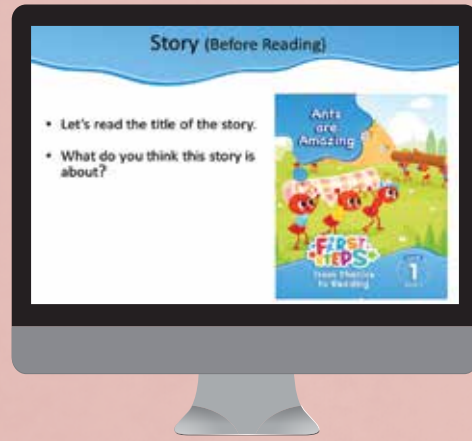 Story (Before Reading)
• Let's read the title of the story.
• What do you think this story is
about?
Ants
are
Amazing
FIRST
STEPS
From Phonics
to Reading
1